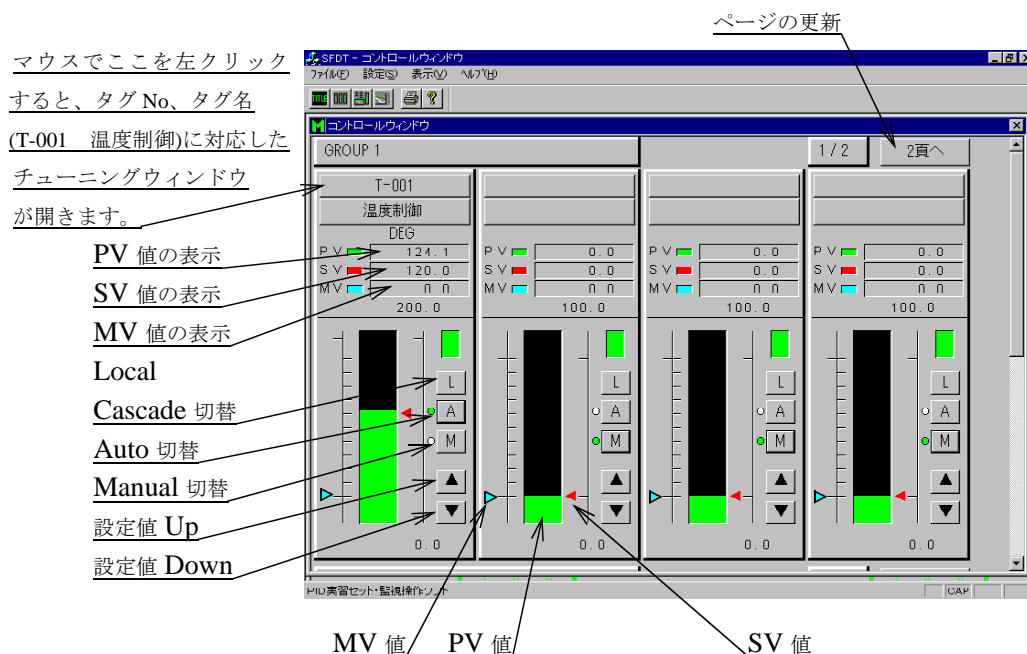 ページの更新
マウスでここを左クリック
すると、タグ No、タグ名
(T-001　温度制御)に対応した
チューニングウィンドウ
が開きます。
PV 値の表示
SV 値の表示
MV 値の表示
Local
Cascade 切替
Auto 切替
Manual 切替
設定値 Up
設定値 Down
SFDT - コントロールウィンドウ
ファイル(F) 設定(S) 表示(V) ヘルプ(H)
TITLE
コントロールウィンドウ
GROUP 1
1 / 2
2頁へ
T-001
温度制御
DEG
PV 124.1
SV 120.0
MV 0.0
200.0
L
A
M
0.0
PV 0.0
SV 0.0
MV 0.0
100.0
L
A
M
0.0
PV 0.0
SV 0.0
MV 0.0
100.0
L
A
M
0.0
PV 0.0
SV 0.0
MV 0.0
100.0
L
A
M
0.0
PID実習セット・監視操作ソフト
CAP
MV 値
PV 値
SV 値